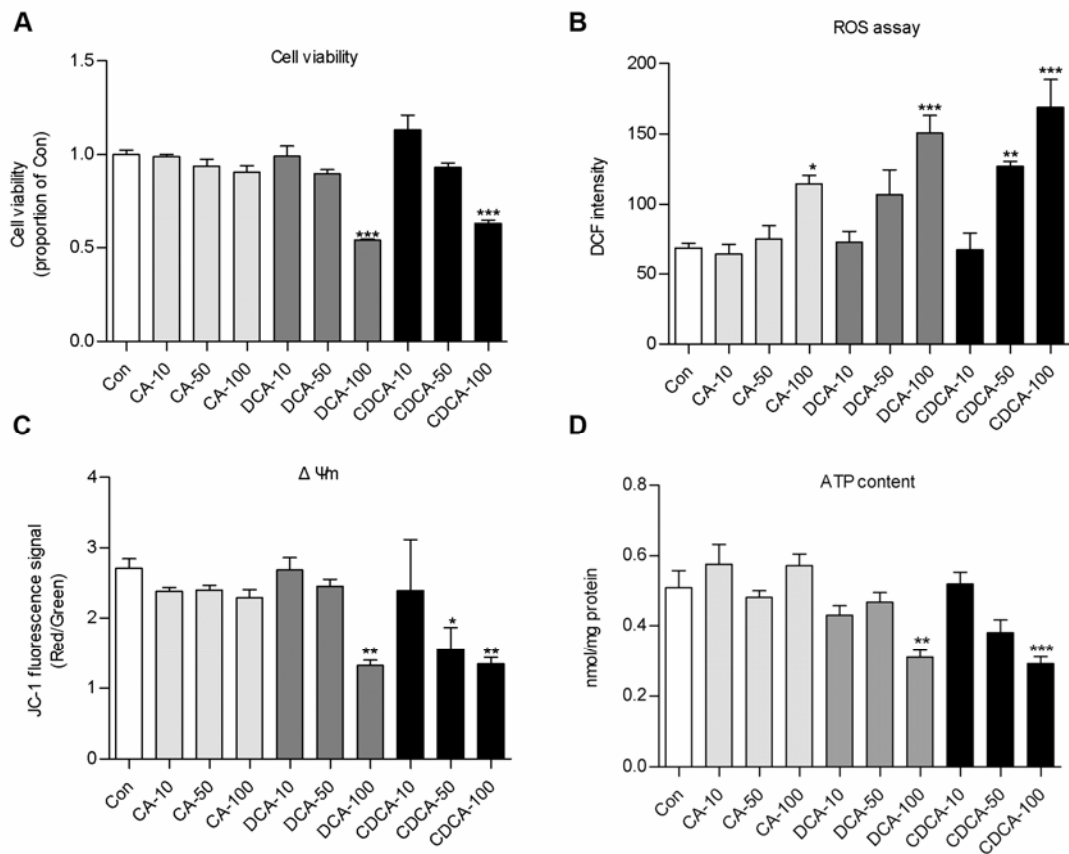 A
Cell viability
Cell viability
(proportion of Con)
1.5
1.0
0.5
0.0
***
***
Con
CA-10
CA-50
CA-100
DCA-10
DCA-50
DCA-100
CDCA-10
CDCA-50
CDCA-100
B
ROS assay
DCF intensity
200
150
100
50
0
*
***
**
***
Con
CA-10
CA-50
CA-100
DCA-10
DCA-50
DCA-100
CDCA-10
CDCA-50
CDCA-100
C
Δ Ψm
JC-1 fluorescence signal
(Red/Green)
4
3
2
1
0
**
*
**
Con
CA-10
CA-50
CA-100
DCA-10
DCA-50
DCA-100
CDCA-10
CDCA-50
CDCA-100
D
ATP content
nmol/mg protein
0.8
0.6
0.4
0.2
0.0
**
***
Con
CA-10
CA-50
CA-100
DCA-10
DCA-50
DCA-100
CDCA-10
CDCA-50
CDCA-100